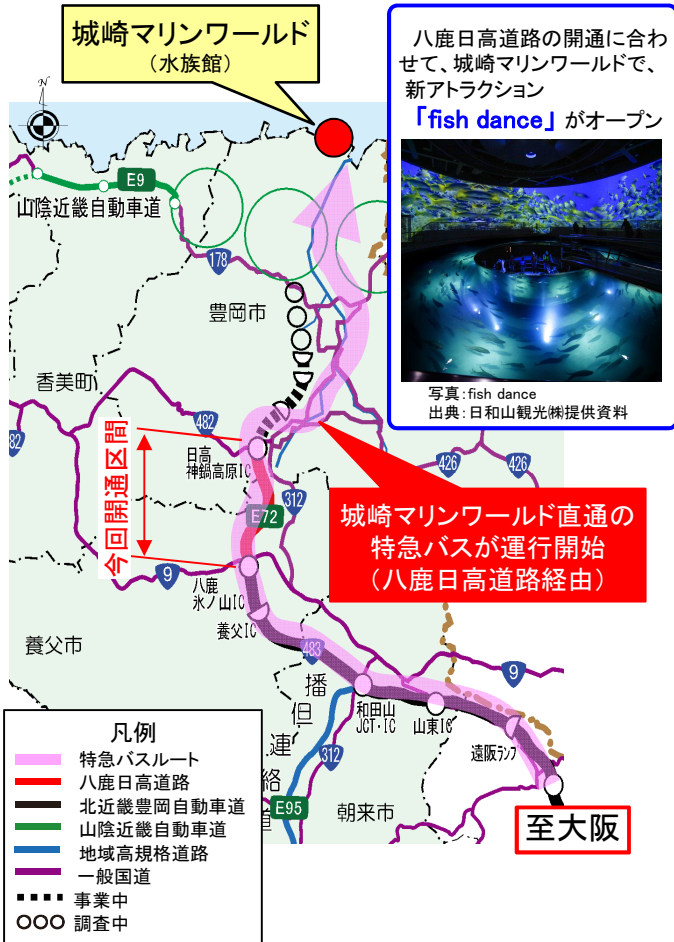 城崎マリンワールド
（水族館）
八鹿日高道路の開通に合わ
せて、城崎マリンワールドで、
新アトラクション
「fish dance」がオープン
写真：fish dance
出典：日和山観光㈱提供資料
N
E9
山陰近畿自動車道
178
豊岡市
香美町
482
482
日高
神鍋高原IC
426
426
312
E72
今回開通区間
城崎マリンワールド直通の
特急バスが運行開始
（八鹿日高道路経由）
9
八鹿
氷ノ山IC
養父IC
養父市
483
9
播但連絡道
和田山
JCT・IC
山東IC
遠阪ランプ
312
E95
朝来市
至大阪
凡例
特急バスルート
八鹿日高道路
北近畿豊岡自動車道
山陰近畿自動車道
地域高規格道路
一般国道
事業中
調査中